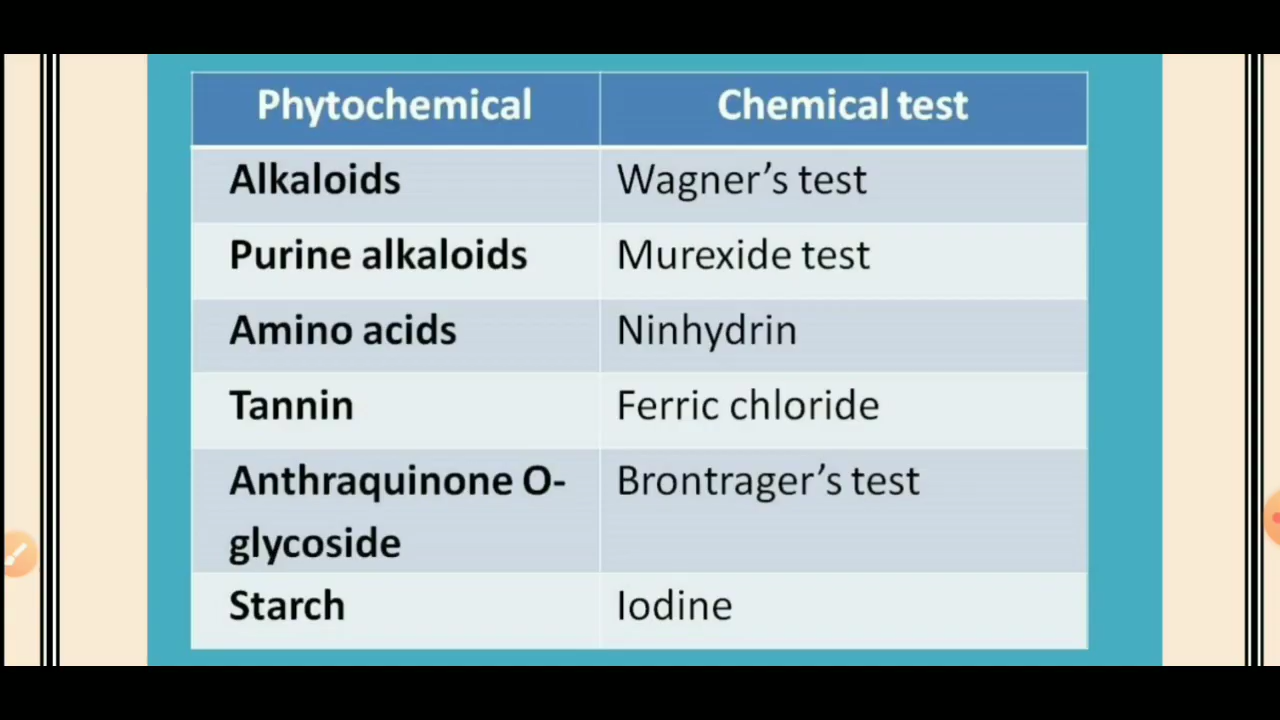 Phytochemical Chemical test
Alkaloids Wagner’s test
Purine alkaloids Murexide test
Amino acids Ninhydrin
Tannin Ferric chloride
Anthraquinone O- Brontrager’s test
glycoside
Starch Iodine